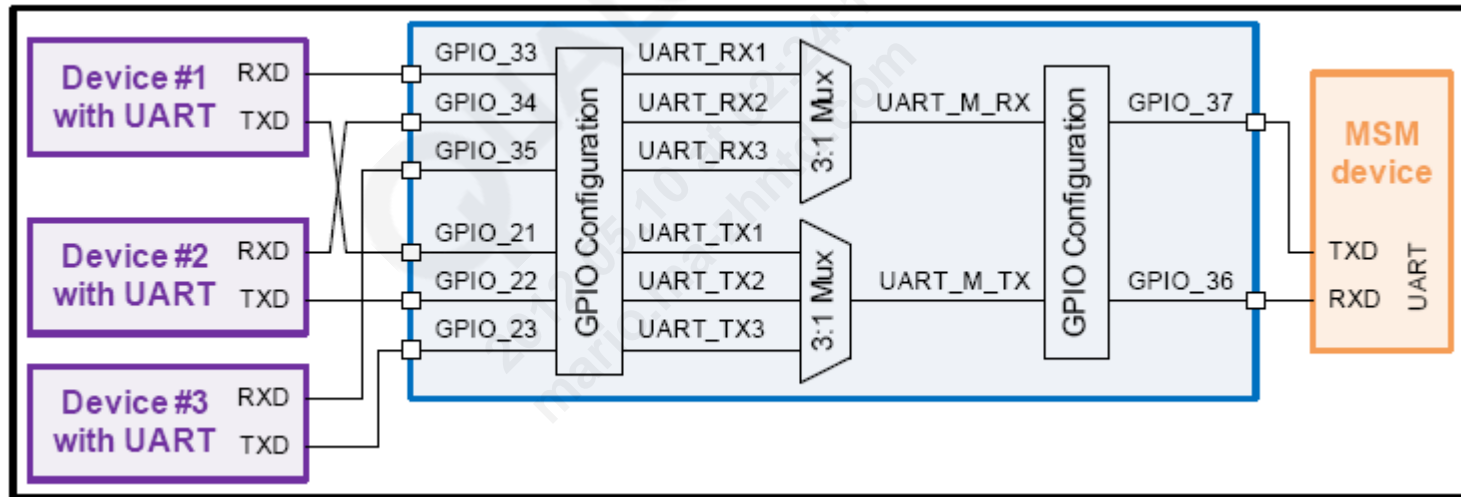 Device #1
with UART
RXD
TXD
Device #2
with UART
RXD
TXD
Device #3
with UART
RXD
TXD
GPIO_33
GPIO_34
GPIO_35
GPIO_21
GPIO_22
GPIO_23
GPIO Configuration
UART_RX1
UART_RX2
UART_RX3
UART_TX1
UART_TX2
UART_TX3
3:1 Mux
3:1 Mux
UART_M_RX
UART_M_TX
GPIO Configuration
GPIO_37
GPIO_36
MSM
device
TXD
RXD
UART